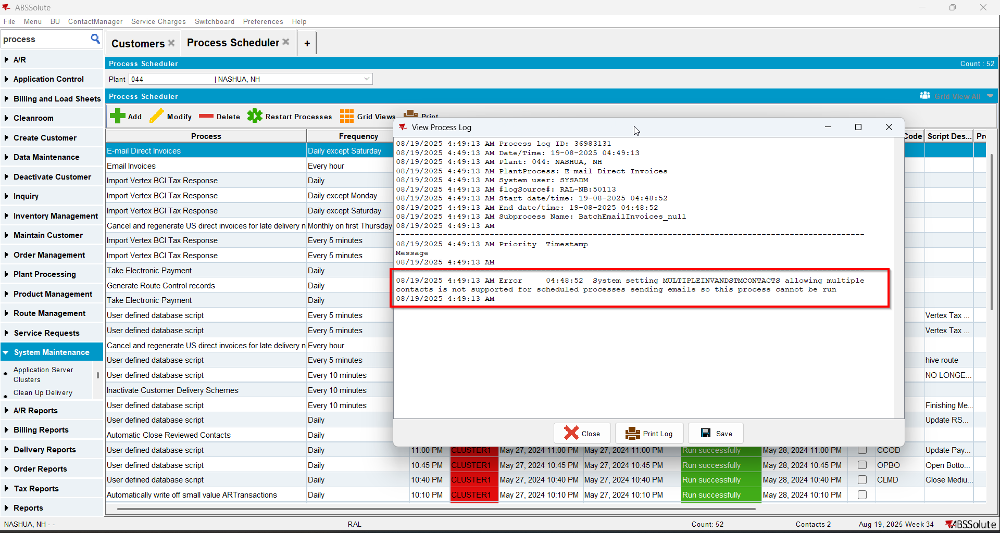 ABSSolute
File Menu BU ContactManager Service Charges Switchboard Preferences Help
process
Customers
Process Scheduler
+
A/R
Application Control
Billing and Load Sheets
Cleanroom
Create Customer
Data Maintenance
Deactivate Customer
Inquiry
Inventory Management
Maintain Customer
Order Management
Plant Processing
Product Management
Route Management
Service Requests
System Maintenance
Application Server
Clusters
Clean Up Delivery
A/R Reports
Billing Reports
Delivery Reports
Order Reports
Tax Reports
Reports
Process Scheduler Count : 52
Plant 044 | NASHUA, NH
Process Scheduler Grid View All
Add Modify Delete Restart Processes Grid Views Print
Process Frequency Code Script Des...
E-mail Direct Invoices Daily except Saturday
Email Invoices Every hour
Import Vertex BCI Tax Response Daily
Import Vertex BCI Tax Response Daily except Monday
Import Vertex BCI Tax Response Daily except Saturday
Cancel and regenerate US direct invoices for late delivery n Monthly on first Thursday
Import Vertex BCI Tax Response Every 5 minutes
Import Vertex BCI Tax Response Every 5 minutes
Take Electronic Payment Daily
Generate Route Control records Daily
Take Electronic Payment Daily
User defined database script Every 5 minutes Vertex Tax ...
User defined database script Every 5 minutes Vertex Tax ...
Cancel and regenerate US direct invoices for late delivery n Every hour
User defined database script Every 5 minutes hive route
User defined database script Every 10 minutes NO LONGE...
Inactivate Customer Delivery Schemes Every 10 minutes
User defined database script Every 10 minutes Finishing Me...
User defined database script Daily Update RS...
Automatic Close Reviewed Contacts Daily
User defined database script Daily 11:00 PM CLUSTER1 May 27, 2024 11:00 PM May 27, 2024 11:00 PM Run successfully May 28, 2024 11:00 PM CCOD Update Pay...
User defined database script Daily 10:45 PM CLUSTER1 May 27, 2024 10:45 PM May 27, 2024 10:45 PM Run successfully May 28, 2024 10:45 PM OPBO Open Botto...
User defined database script Daily 10:40 PM CLUSTER1 May 27, 2024 10:40 PM May 27, 2024 10:40 PM Run successfully May 28, 2024 10:40 PM CLMD Close Mediu...
Automatically write off small value ARTransactions Daily 10:10 PM CLUSTER1 May 27, 2024 10:10 PM May 27, 2024 10:10 PM Run successfully May 28, 2024 10:10 PM
View Process Log
08/19/2025 4:49:13 AM Process log ID: 36983131
08/19/2025 4:49:13 AM Date/Time: 19-08-2025 04:49:13
08/19/2025 4:49:13 AM Plant: 044: NASHUA, NH
08/19/2025 4:49:13 AM PlantProcess: E-mail Direct Invoices
08/19/2025 4:49:13 AM System user: SYSADM
08/19/2025 4:49:13 AM #logSource#: RAL-NB:50113
08/19/2025 4:49:13 AM Start date/time: 19-08-2025 04:48:52
08/19/2025 4:49:13 AM End date/time: 19-08-2025 04:48:52
08/19/2025 4:49:13 AM Subprocess Name: BatchEmailInvoices_null
08/19/2025 4:49:13 AM
----------------------------------------------------------------------------------------------------
08/19/2025 4:49:13 AM Priority Timestamp
Message
08/19/2025 4:49:13 AM
----------------------------------------------------------------------------------------------------
08/19/2025 4:49:13 AM Error 04:48:52 System setting MULTIPLEINVANDSTMCONTACTS allowing multiple
contacts is not supported for scheduled processes sending emails so this process cannot be run
08/19/2025 4:49:13 AM
Close Print Log Save
NASHUA, NH - - RAL Count: 52 Contacts 2 Aug 19, 2025 Week 34 ABSSolute